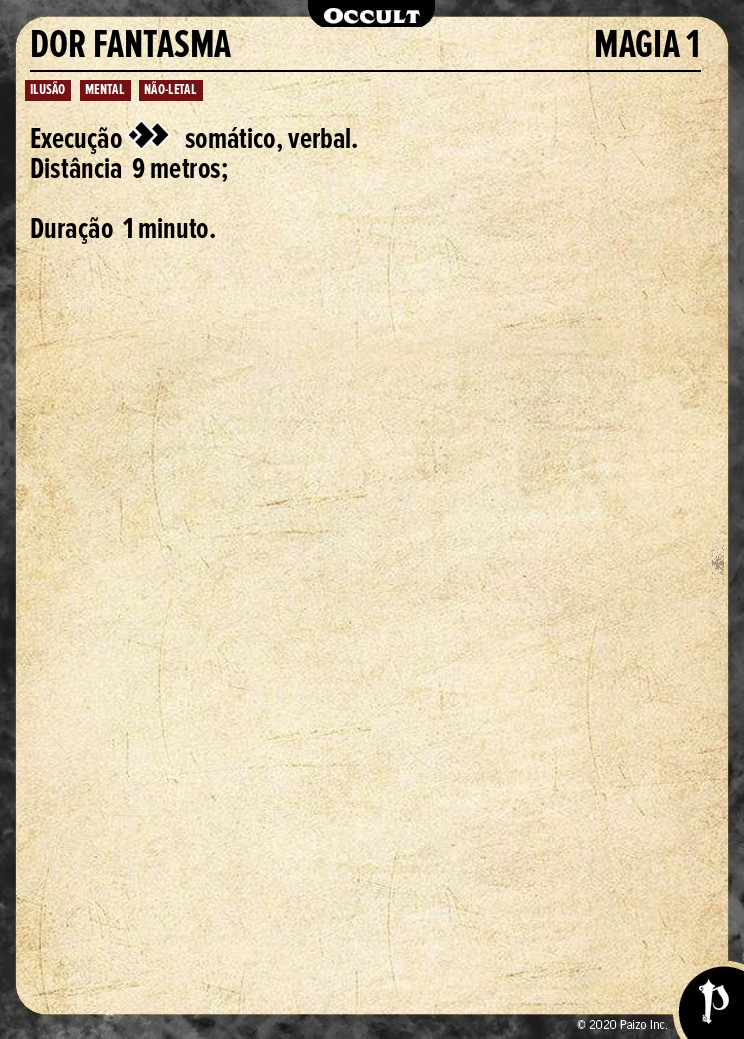 OCCULT
DOR FANTASMA MAGIA 1
ILUSÃO MENTAL NÃO-LETAL
Execução somático, verbal.
Distância 9 metros;
Duração 1 minuto.
© 2020 Paizo Inc.